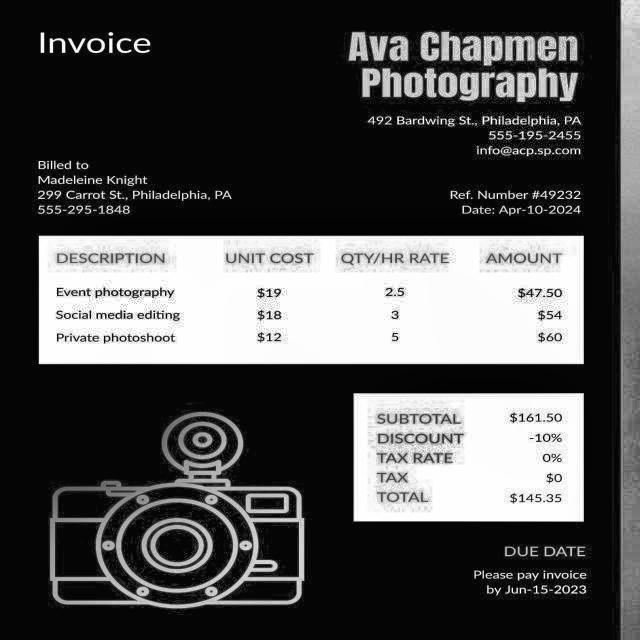 Invoice
Ava Chapmen
Photography
492 Bardwing St., Philadelphia, PA
555-195-2455
info@acp.sp.com
Billed to
Madeleine Knight
299 Carrot St., Philadelphia, PA
555-295-1848
Ref. Number #49232
Date: Apr-10-2024
DESCRIPTION UNIT COST QTY/HR RATE AMOUNT
Event photography $19 2.5 $47.50
Social media editing $18 3 $54
Private photoshoot $12 5 $60
SUBTOTAL $161.50
DISCOUNT -10%
TAX RATE 0%
TAX $0
TOTAL $145.35
DUE DATE
Please pay invoice
by Jun-15-2023